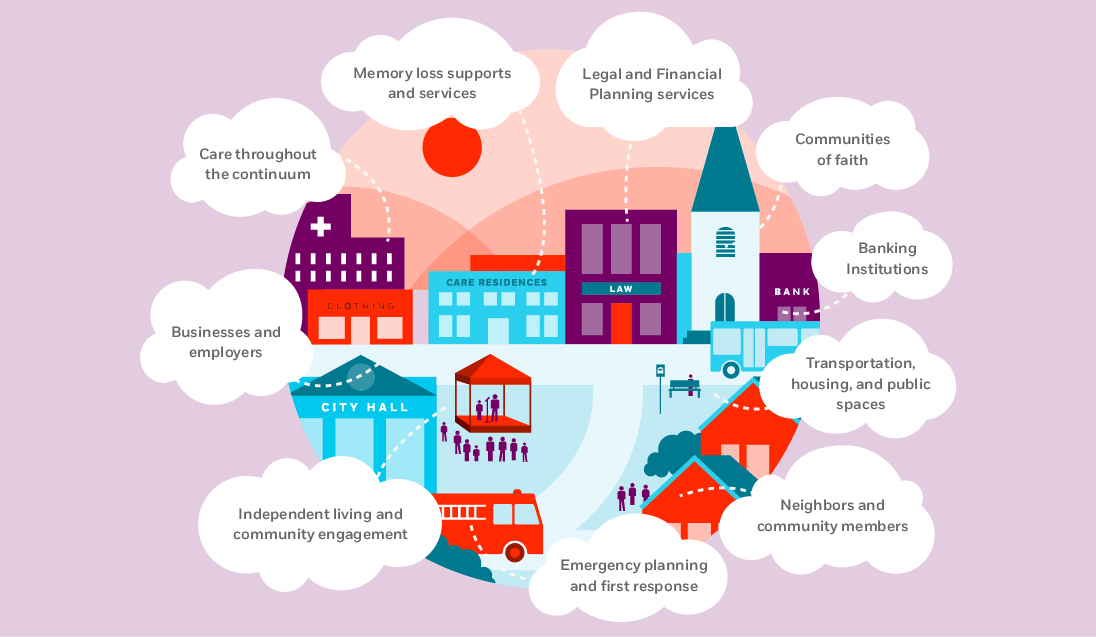 Memory loss supports
and services
Legal and Financial
Planning services
Communities
of faith
Care throughout
the continuum
Banking
Institutions
CARE RESIDENCES
LAW
BANK
CLOTHING
Businesses and
employers
Transportation,
housing, and public
spaces
CITY HALL
Independent living and
community engagement
Neighbors and
community members
Emergency planning
and first response